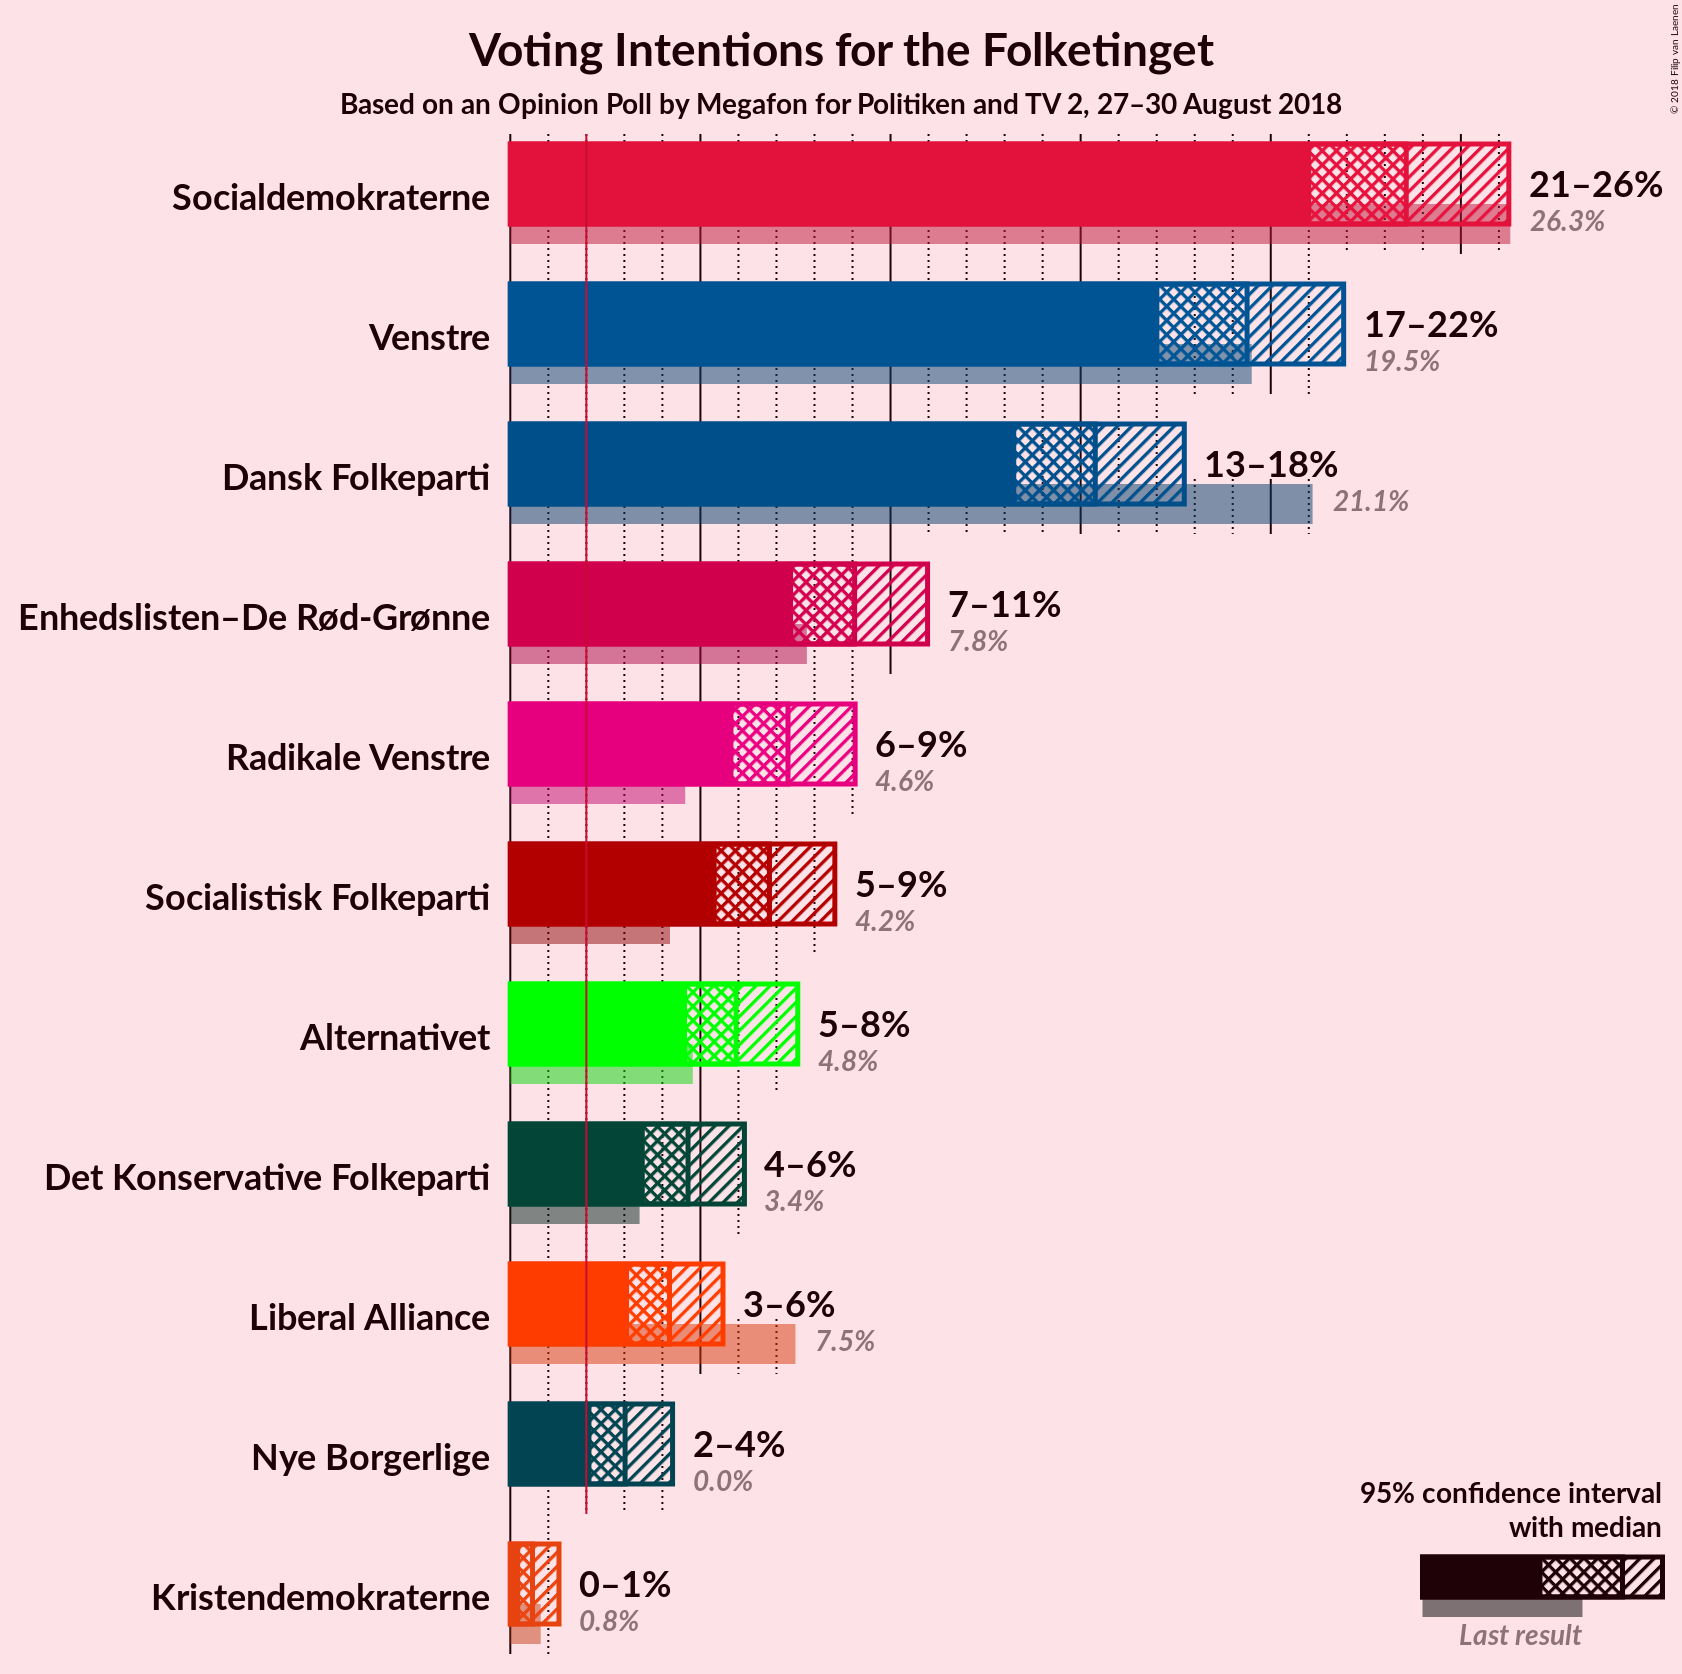 Voting Intentions for the Folketinget
Based on an Opinion Poll by Megafon for Politiken and TV 2, 27–30 August 2018
© 2018 Filip van Laenen
Socialdemokraterne
21–26%
26.3%
Venstre
17–22%
19.5%
Dansk Folkeparti
13–18%
21.1%
Enhedslisten–De Rød-Grønne
7–11%
7.8%
Radikale Venstre
6–9%
4.6%
Socialistisk Folkeparti
5–9%
4.2%
Alternativet
5–8%
4.8%
Det Konservative Folkeparti
4–6%
3.4%
Liberal Alliance
3–6%
7.5%
Nye Borgerlige
2–4%
0.0%
Kristendemokraterne
0–1%
0.8%
95% confidence interval
with median
Last result